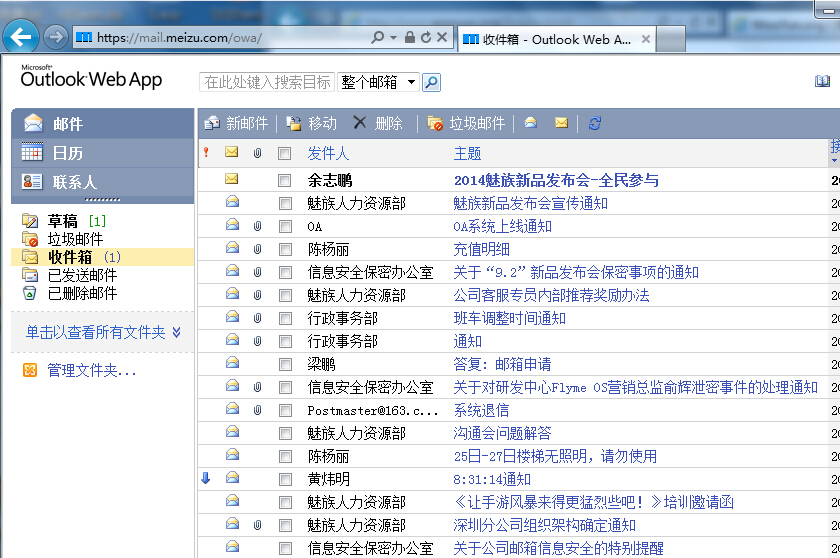 https://mail.meizu.com/owa/
收件箱 - Outlook Web A...
Microsoft®
Outlook Web App
在此处键入搜索目标 整个邮箱
邮件
日历
联系人
草稿 [1]
垃圾邮件
收件箱 (1)
已发送邮件
已删除邮件
单击以查看所有文件夹
管理文件夹...
新邮件 移动 删除 垃圾邮件
发件人 主题
余志鹏 2014魅族新品发布会-全民参与
魅族人力资源部 魅族新品发布会宣传通知
OA OA系统上线通知
陈杨丽 充值明细
信息安全保密办公室 关于“9.2”新品发布会保密事项的通知
魅族人力资源部 公司客服专员内部推荐奖励办法
行政事务部 班车调整时间通知
行政事务部 通知
梁鹏 答复: 邮箱申请
信息安全保密办公室 关于对研发中心Flyme OS营销总监俞辉泄密事件的处理通知
Postmaster@163.c... 系统退信
魅族人力资源部 沟通会问题解答
陈杨丽 25日-27日楼梯无照明，请勿使用
黄炜明 8:31:14通知
魅族人力资源部 《让手游风暴来得更猛烈些吧！》培训邀请函
魅族人力资源部 深圳分公司组织架构确定通知
信息安全保密办公室 关于公司邮箱信息安全的特别提醒